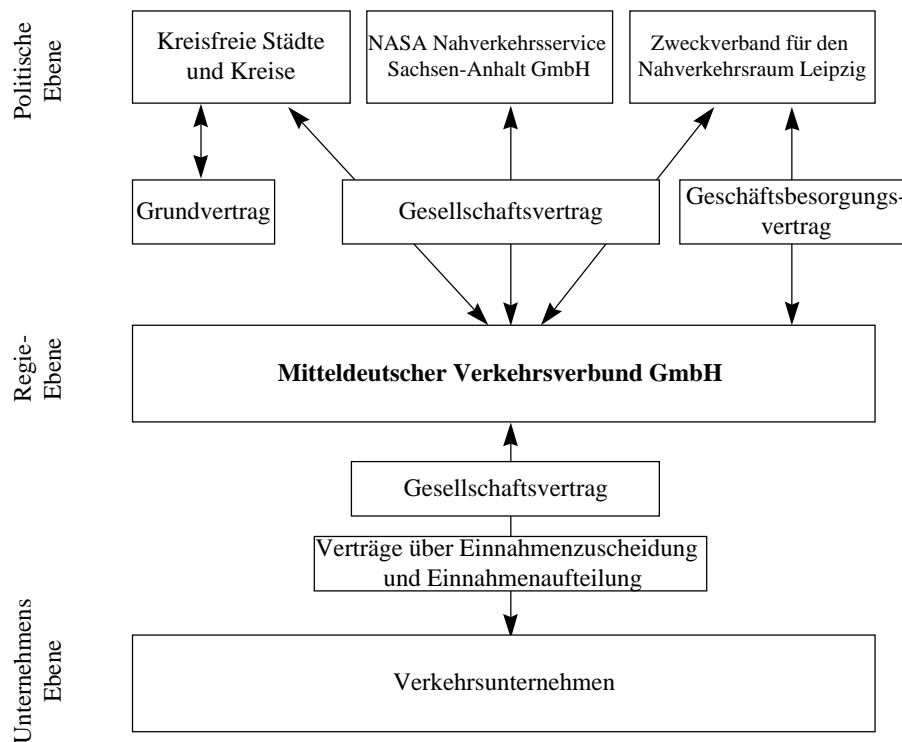 Politische
Ebene
Kreisfreie Städte
und Kreise
NASA Nahverkehrsservice
Sachsen-Anhalt GmbH
Zweckverband für den
Nahverkehrsraum Leipzig
Grundvertrag
Gesellschaftsvertrag
Geschäftsbesorgungs-
vertrag
Regie-
Ebene
Mitteldeutscher Verkehrsverbund GmbH
Gesellschaftsvertrag
Verträge über Einnahmenzuscheidung
und Einnahmenaufteilung
Unternehmens
Ebene
Verkehrsunternehmen